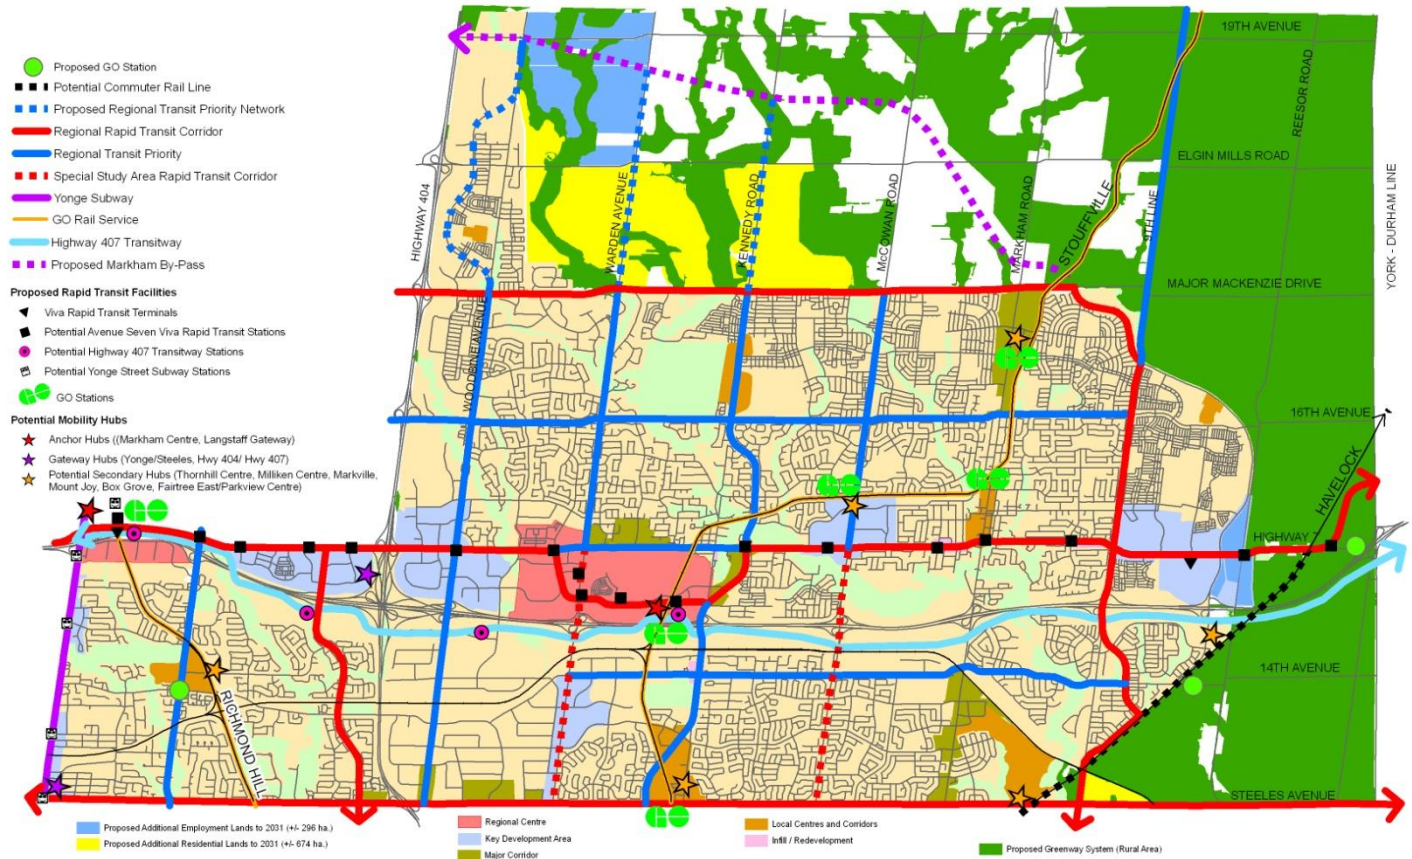 Proposed GO Station
Potential Commuter Rail Line
Proposed Regional Transit Priority Network
Regional Rapid Transit Corridor
Regional Transit Priority
Special Study Area Rapid Transit Corridor
Yonge Subway
GO Rail Service
Highway 407 Transitway
Proposed Markham By-Pass
Proposed Rapid Transit Facilities
Viva Rapid Transit Terminals
Potential Avenue Seven Viva Rapid Transit Stations
Potential Highway 407 Transitway Stations
Potential Yonge Street Subway Stations
GO Stations
Potential Mobility Hubs
Anchor Hubs ((Markham Centre, Langstaff Gateway)
Gateway Hubs (Yonge/Steeles, Hwy 404/ Hwy 407)
Potential Secondary Hubs (Thornhill Centre, Milliken Centre, Markville,
Mount Joy, Box Grove, Fairtree East/Parkview Centre)
19TH AVENUE
REESOR ROAD
ELGIN MILLS ROAD
HIGHWAY 404
WARDEN AVENUE
KENNEDY ROAD
McCOWAN ROAD
MARKHAM ROAD
STOUFFVILLE
9TH LINE
YORK - DURHAM LINE
MAJOR MACKENZIE DRIVE
WOODBINE AVENUE
16TH AVENUE
HAVELOCK
HIGHWAY 7
14TH AVENUE
RICHMOND HILL
STEELES AVENUE
Proposed Additional Employment Lands to 2031 (+/- 296 ha.)
Proposed Additional Residential Lands to 2031 (+/- 674 ha.)
Regional Centre
Key Development Area
Major Corridor
Local Centres and Corridors
Infill / Redevelopment
Proposed Greenway System (Rural Area)